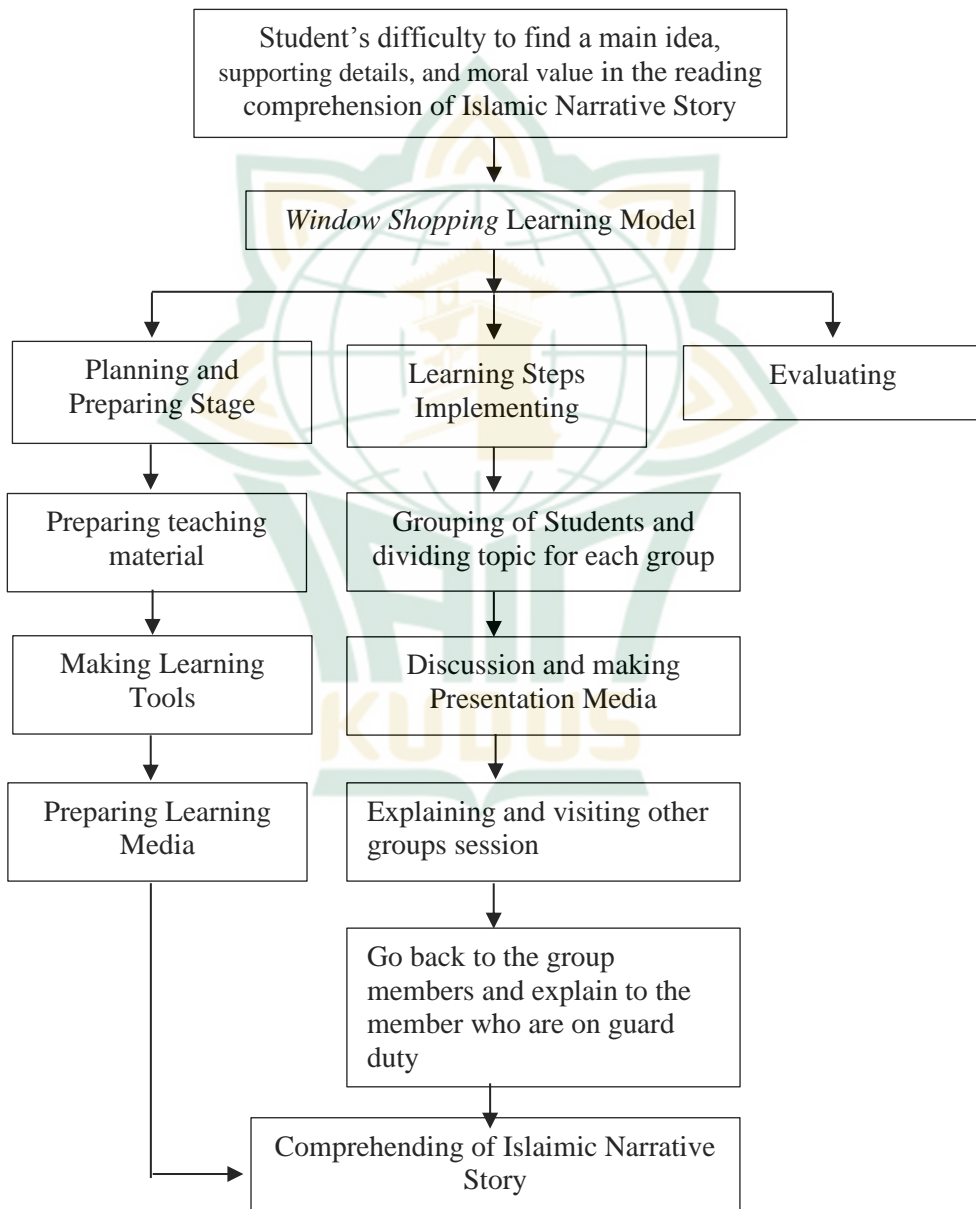 Student’s difficulty to find a main idea,
supporting details, and moral value in the reading
comprehension of Islamic Narrative Story
Window Shopping Learning Model
Planning and
Preparing Stage
Learning Steps
Implementing
Evaluating
Preparing teaching
material
Grouping of Students and
dividing topic for each group
Making Learning
Tools
Discussion and making
Presentation Media
Preparing Learning
Media
Explaining and visiting other
groups session
Go back to the group
members and explain to the
member who are on guard
duty
Comprehending of Islaimic Narrative
Story
IAIN
KUDUS